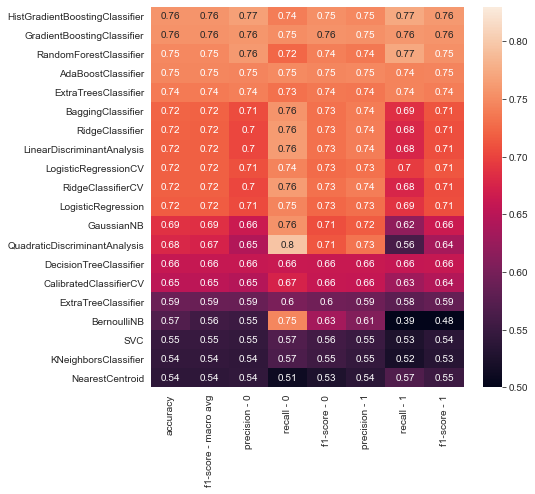 HistGradientBoostingClassifier 0.76 0.76 0.77 0.74 0.75 0.75 0.77 0.76
GradientBoostingClassifier 0.76 0.76 0.76 0.75 0.76 0.75 0.76 0.76
RandomForestClassifier 0.75 0.75 0.76 0.72 0.74 0.74 0.77 0.75
AdaBoostClassifier 0.75 0.75 0.75 0.75 0.75 0.75 0.74 0.75
ExtraTreesClassifier 0.74 0.74 0.74 0.73 0.74 0.74 0.74 0.74
BaggingClassifier 0.72 0.72 0.71 0.76 0.73 0.74 0.69 0.71
RidgeClassifier 0.72 0.72 0.7 0.76 0.73 0.74 0.68 0.71
LinearDiscriminantAnalysis 0.72 0.72 0.7 0.76 0.73 0.74 0.68 0.71
LogisticRegressionCV 0.72 0.72 0.71 0.74 0.73 0.73 0.7 0.71
RidgeClassifierCV 0.72 0.72 0.7 0.76 0.73 0.74 0.68 0.71
LogisticRegression 0.72 0.72 0.71 0.75 0.73 0.73 0.69 0.71
GaussianNB 0.69 0.69 0.66 0.76 0.71 0.72 0.62 0.66
QuadraticDiscriminantAnalysis 0.68 0.67 0.65 0.8 0.71 0.73 0.56 0.64
DecisionTreeClassifier 0.66 0.66 0.66 0.66 0.66 0.66 0.66 0.66
CalibratedClassifierCV 0.65 0.65 0.65 0.67 0.66 0.66 0.63 0.64
ExtraTreeClassifier 0.59 0.59 0.59 0.6 0.6 0.59 0.58 0.59
BernoulliNB 0.57 0.56 0.55 0.75 0.63 0.61 0.39 0.48
SVC 0.55 0.55 0.55 0.57 0.56 0.55 0.53 0.54
KNeighborsClassifier 0.54 0.54 0.54 0.57 0.55 0.55 0.52 0.53
NearestCentroid 0.54 0.54 0.54 0.51 0.53 0.54 0.57 0.55
accuracy
f1-score - macro avg
precision - 0
recall - 0
f1-score - 0
precision - 1
recall - 1
f1-score - 1
0.80
0.75
0.70
0.65
0.60
0.55
0.50